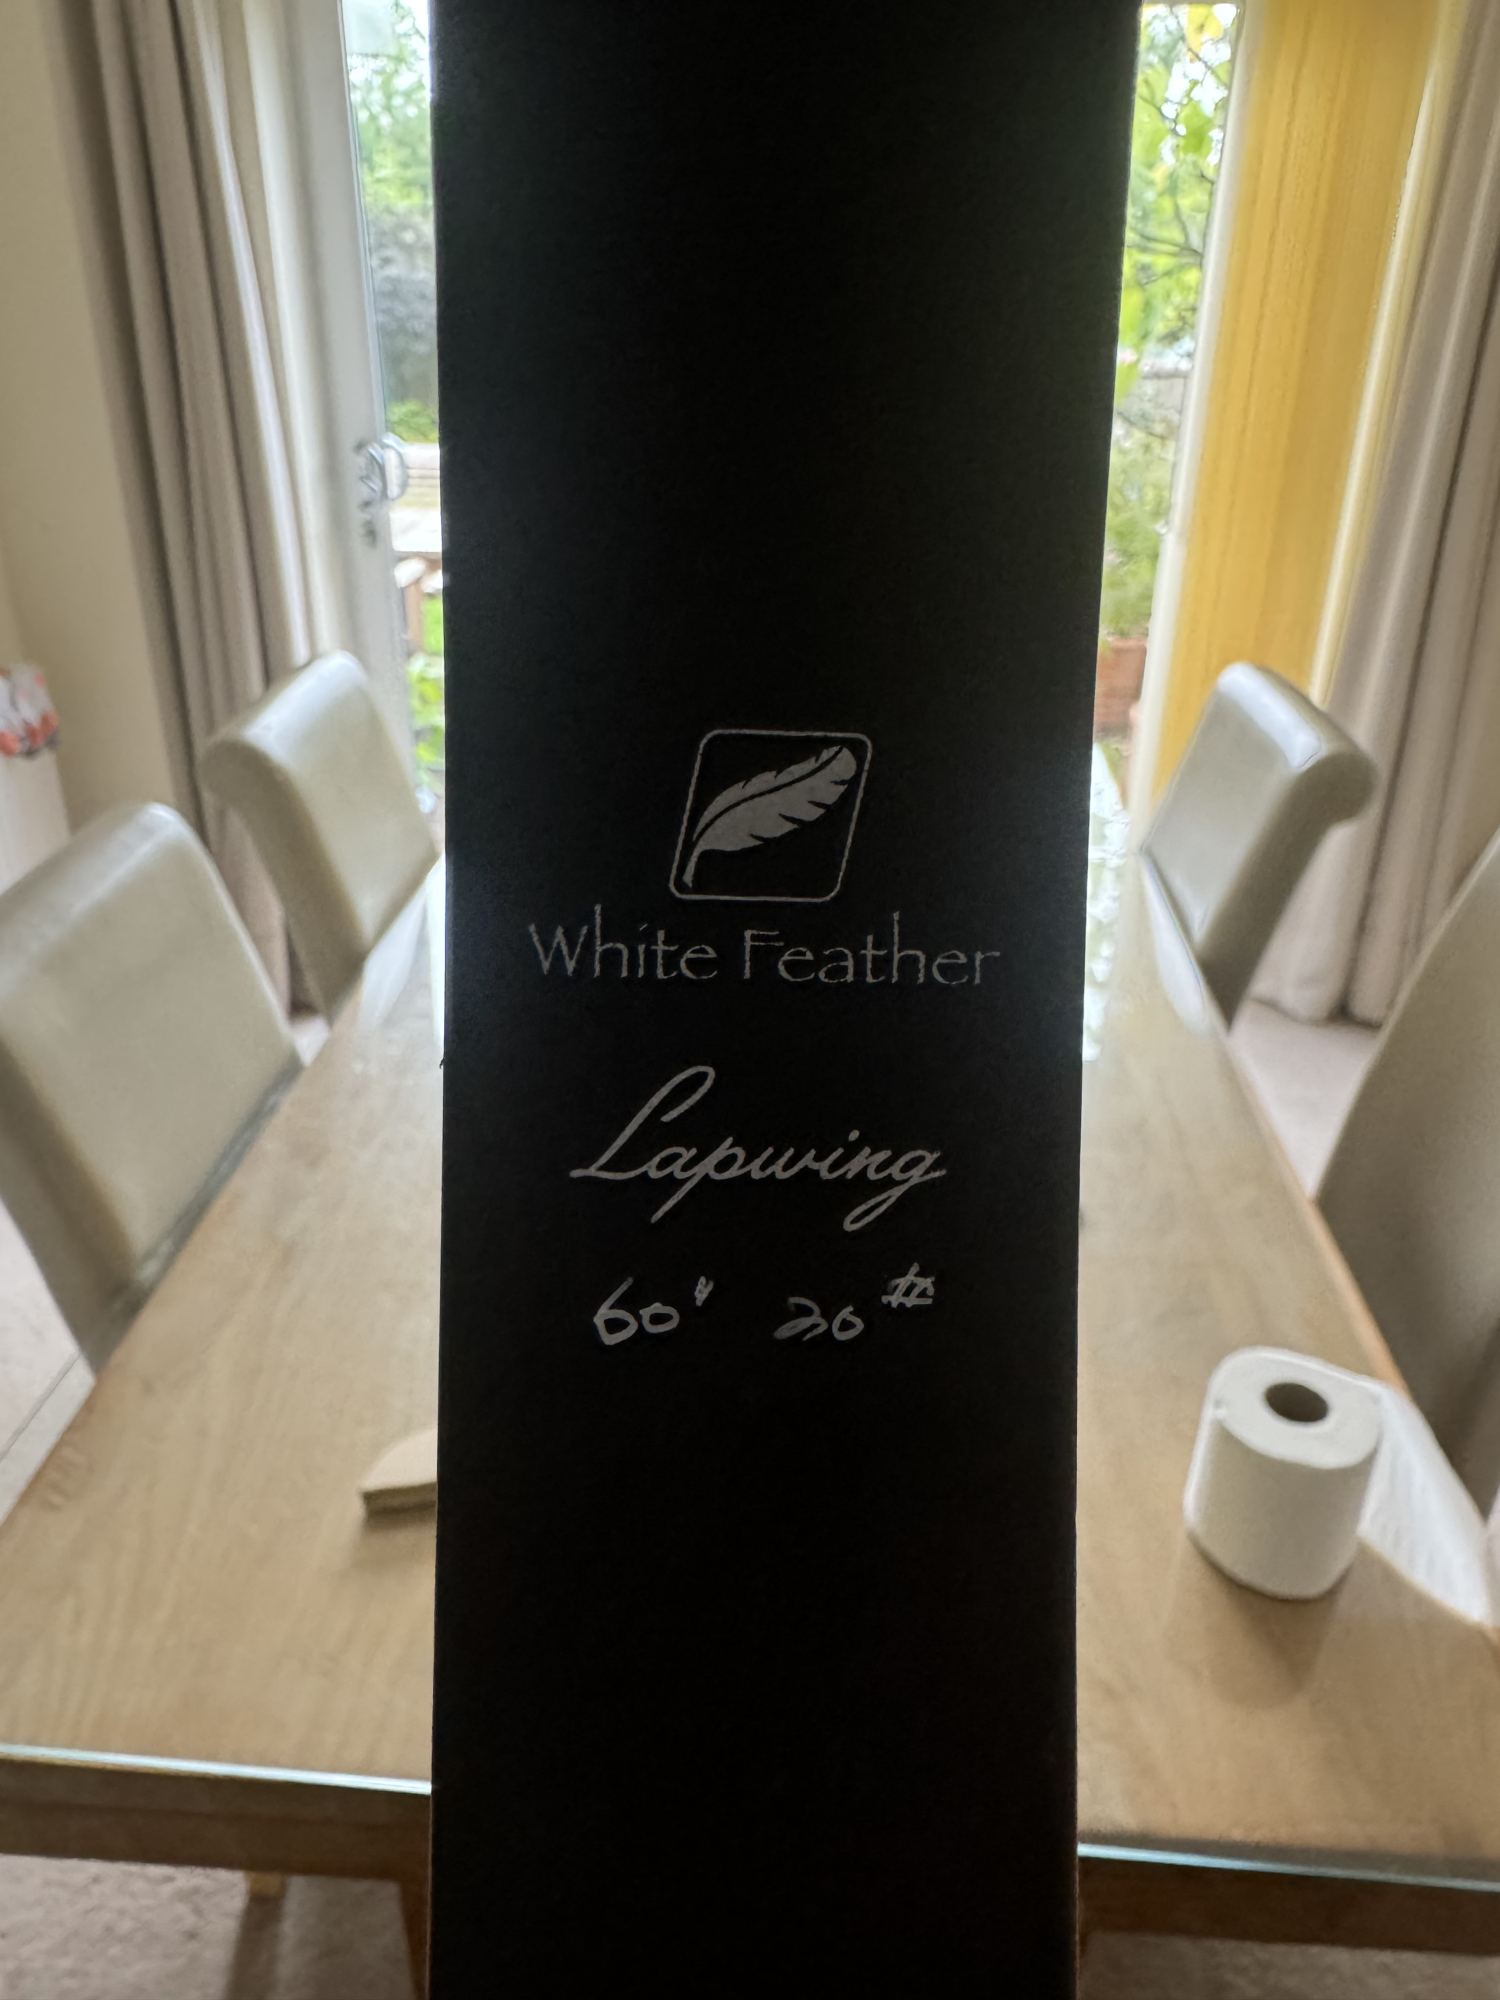 White Feather
Lapwing
60" 20#